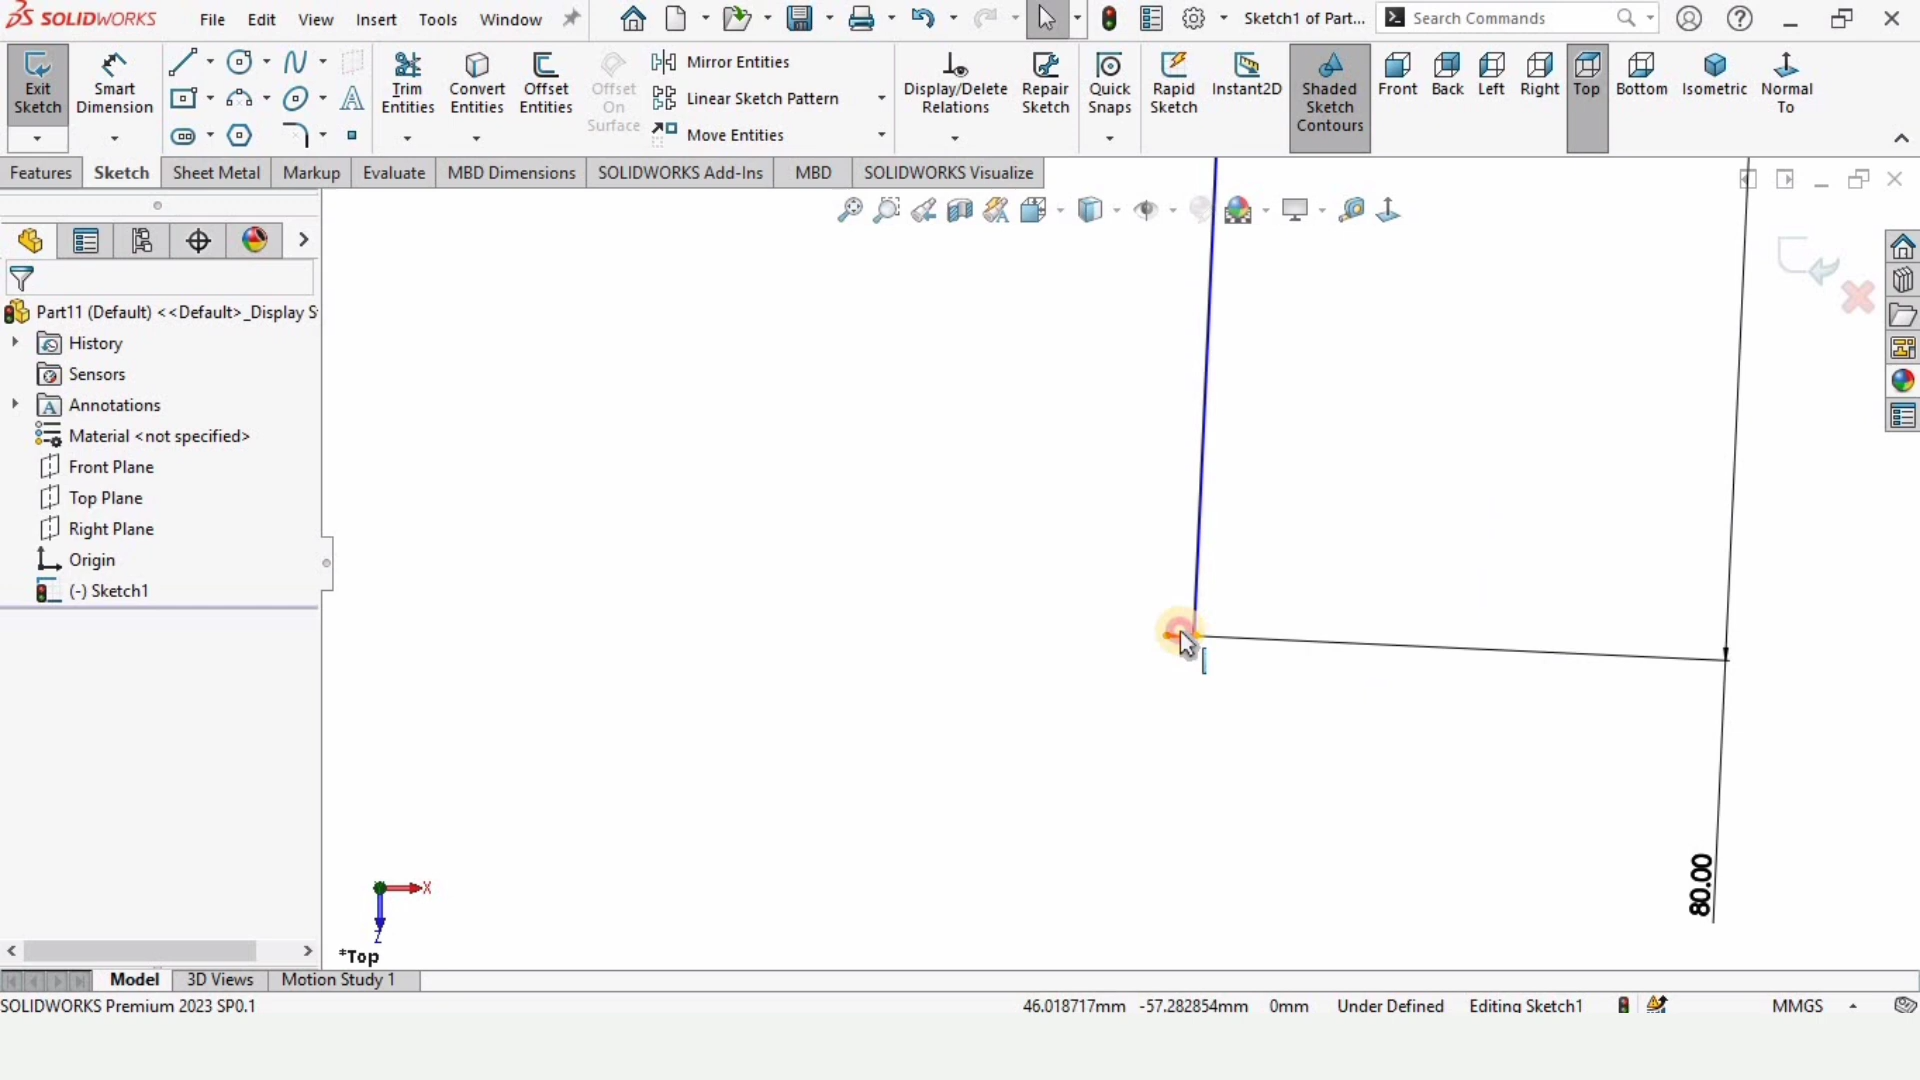 SOLIDWORKS
File Edit View Insert Tools Window
Sketch1 of Part...
Search Commands
Exit Sketch
Smart Dimension
Trim Entities
Convert Entities
Offset Entities
Offset On Surface
Mirror Entities
Linear Sketch Pattern
Move Entities
Display/Delete Relations
Repair Sketch
Quick Snaps
Rapid Sketch
Instant2D
Shaded Sketch Contours
Front
Back
Left
Right
Top
Bottom
Isometric
Normal To
Features Sketch Sheet Metal Markup Evaluate MBD Dimensions SOLIDWORKS Add-Ins MBD SOLIDWORKS Visualize
Part11 (Default) <<Default>_Display S
History
Sensors
Annotations
Material <not specified>
Front Plane
Top Plane
Right Plane
Origin
(-) Sketch1
80.00
X
Z
*Top
Model 3D Views Motion Study 1
SOLIDWORKS Premium 2023 SP0.1
46.018717mm -57.282854mm 0mm Under Defined Editing Sketch1 MMGS